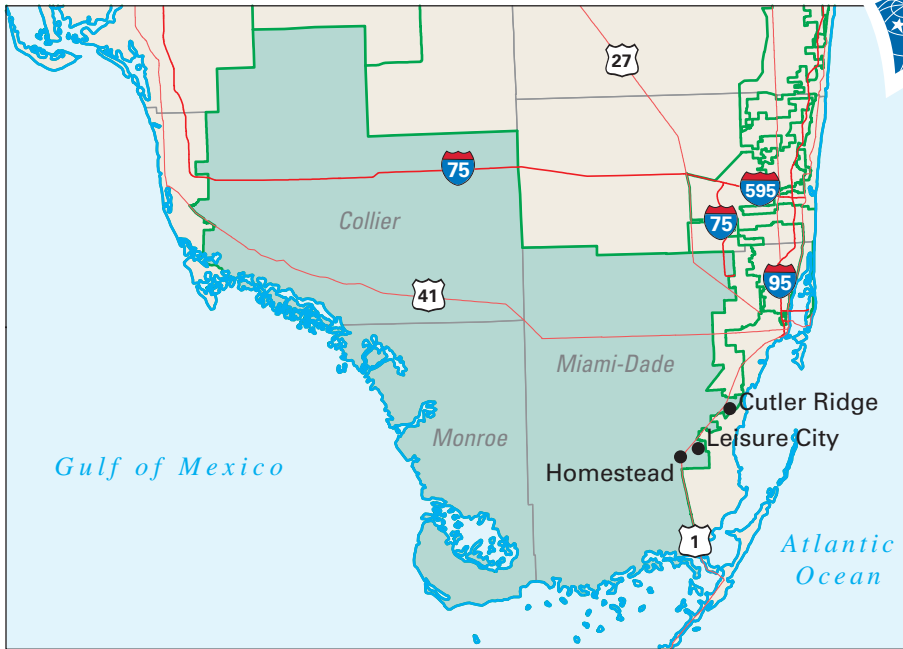 27
75
595
75
Collier
95
41
Miami-Dade
Cutler Ridge
Monroe
Leisure City
Gulf of Mexico
Homestead
1
Atlantic
Ocean